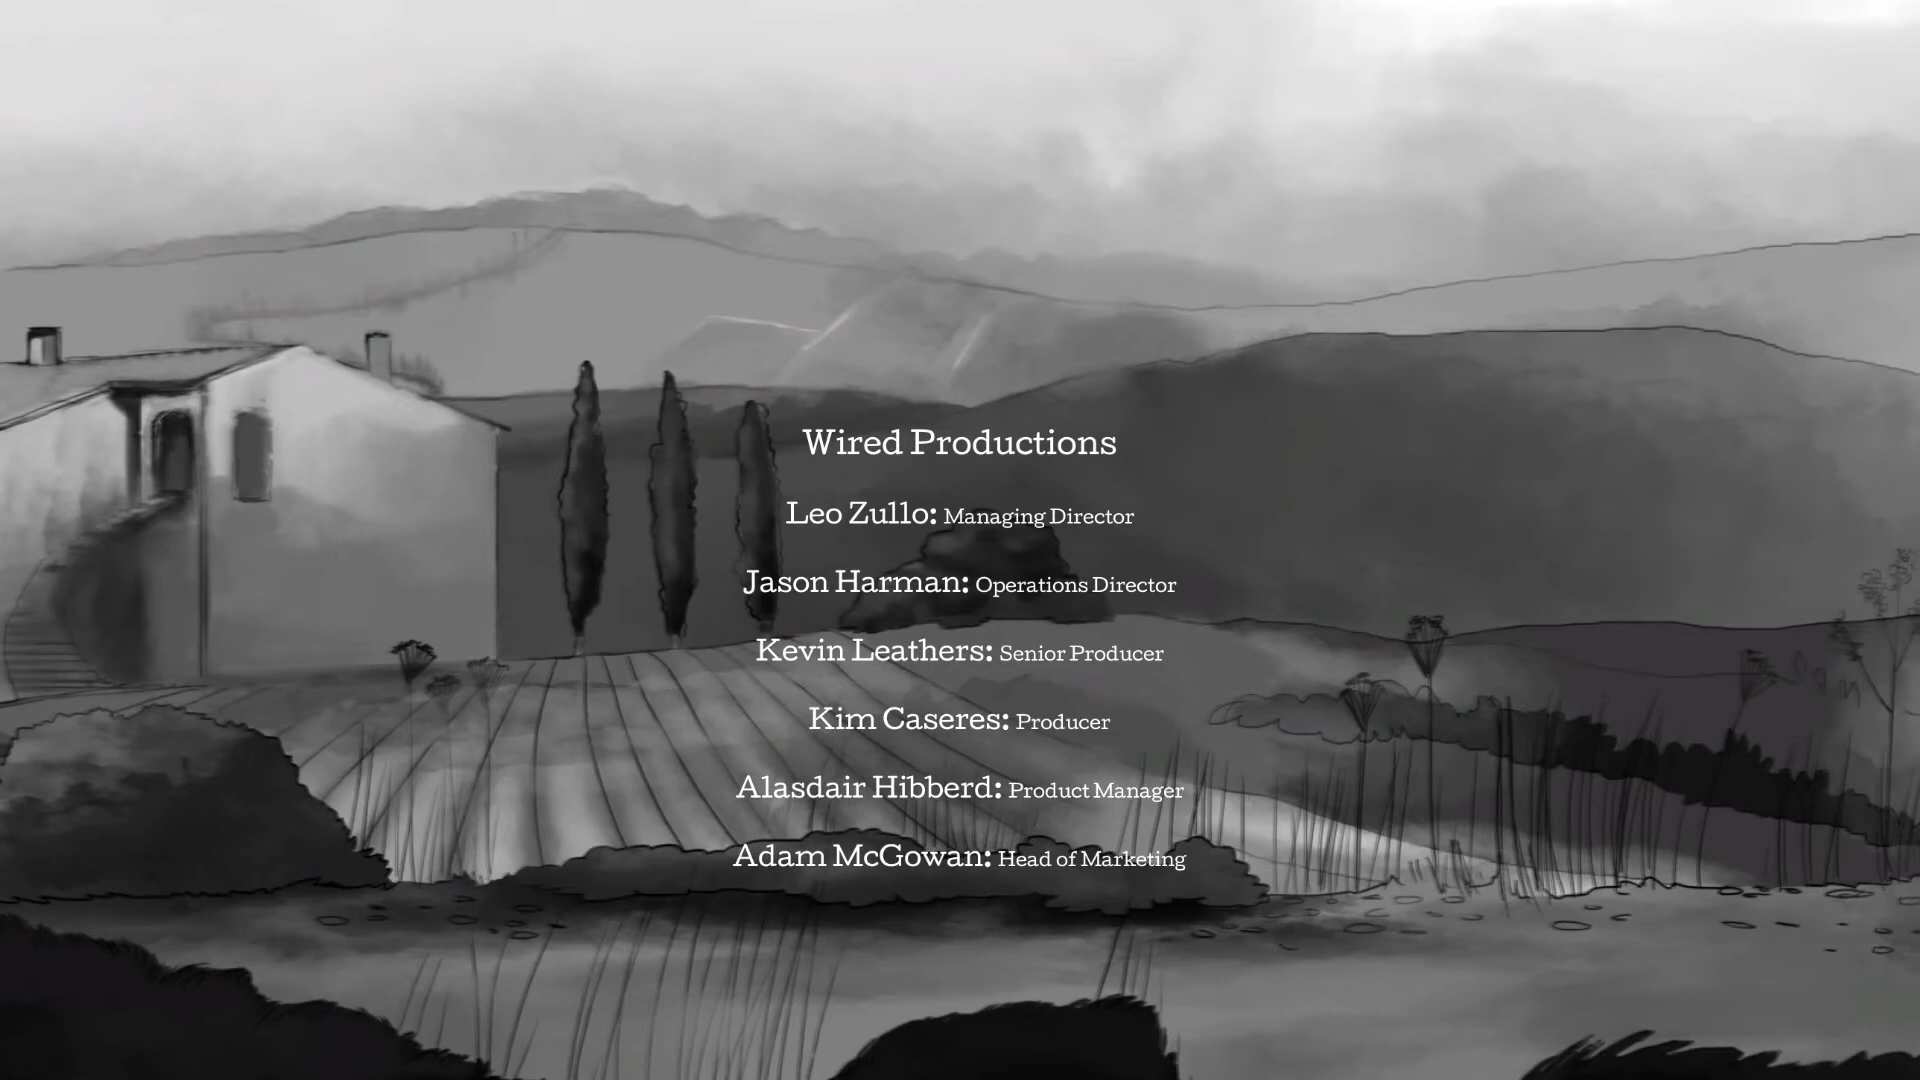 Wired Productions
Leo Zullo: Managing Director
Jason Harman: Operations Director
Kevin Leathers: Senior Producer
Kim Caseres: Producer
Alasdair Hibberd: Product Manager
Adam McGowan: Head of Marketing